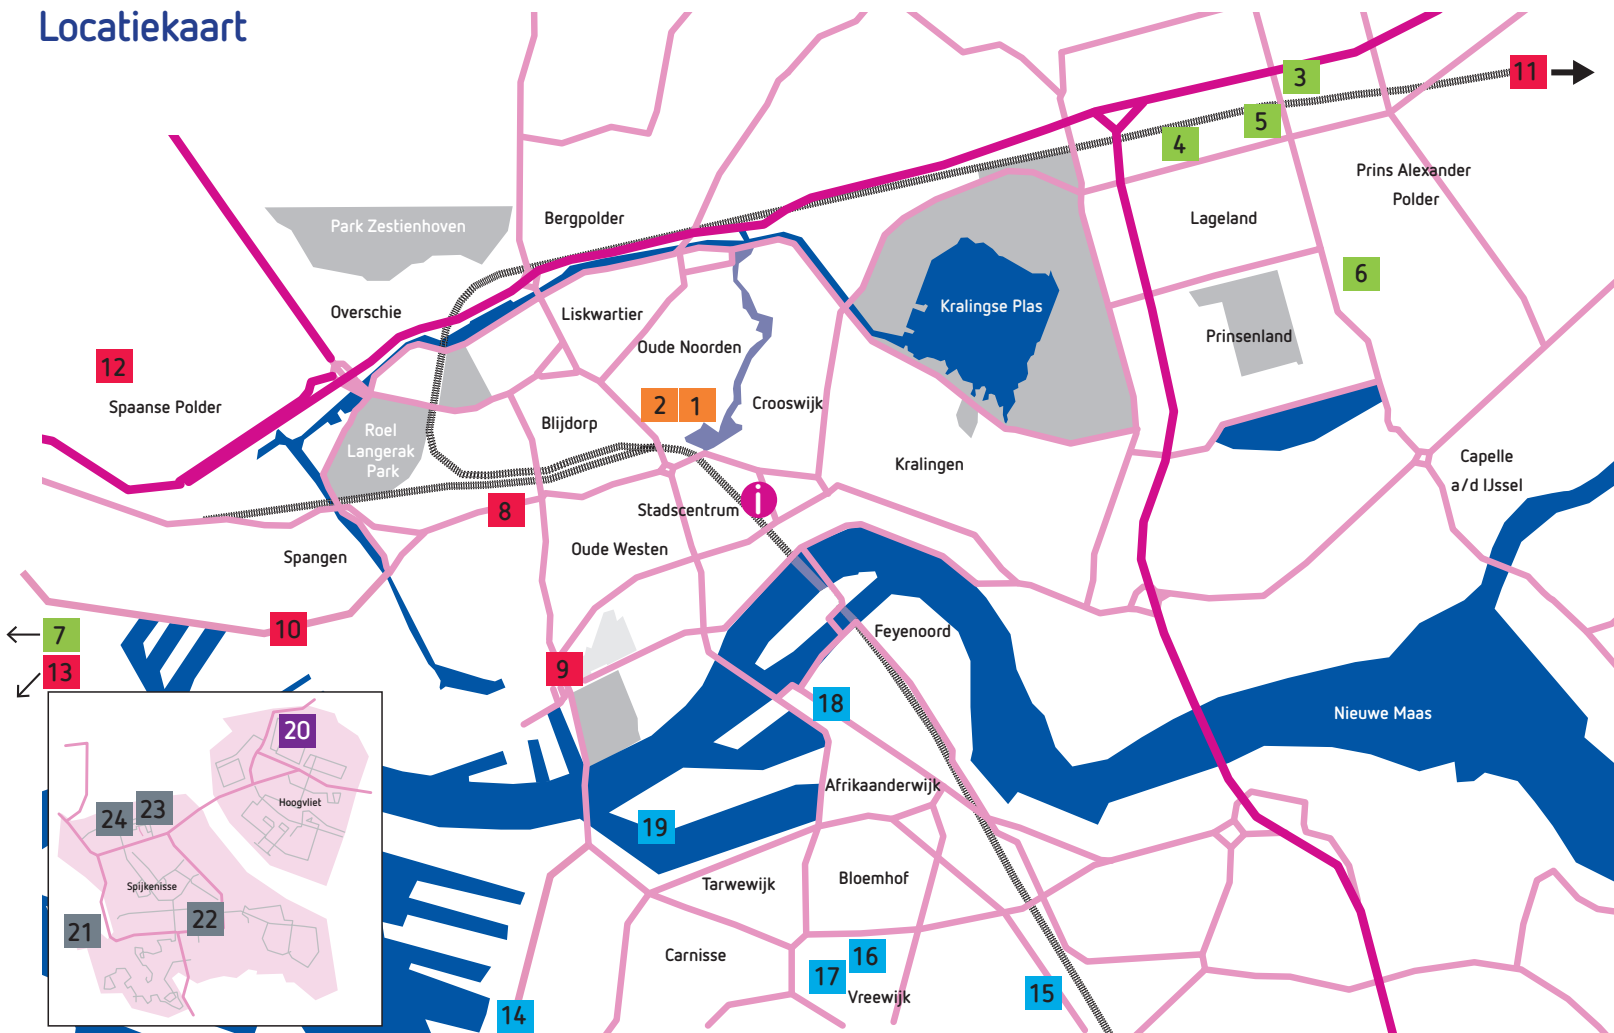 Locatiekaart
3
11
5
4
Prins Alexander
Polder
Bergpolder
Lageland
Park Zestienhoven
6
Overschie
Liskwartier
Kralingse Plas
Prinsenland
Oude Noorden
12
Spaanse Polder
2
1
Crooswijk
Blijdorp
Roel
Langerak
Park
Kralingen
Capelle
a/d IJssel
8
Stadscentrum
i
Spangen
Oude Westen
10
7
Feyenoord
13
9
18
Nieuwe Maas
20
Afrikaanderwijk
Hoogvliet
24
23
19
Spijkenisse
Tarwewijk
Bloemhof
22
21
Carnisse
16
17
Vreewijk
15
14